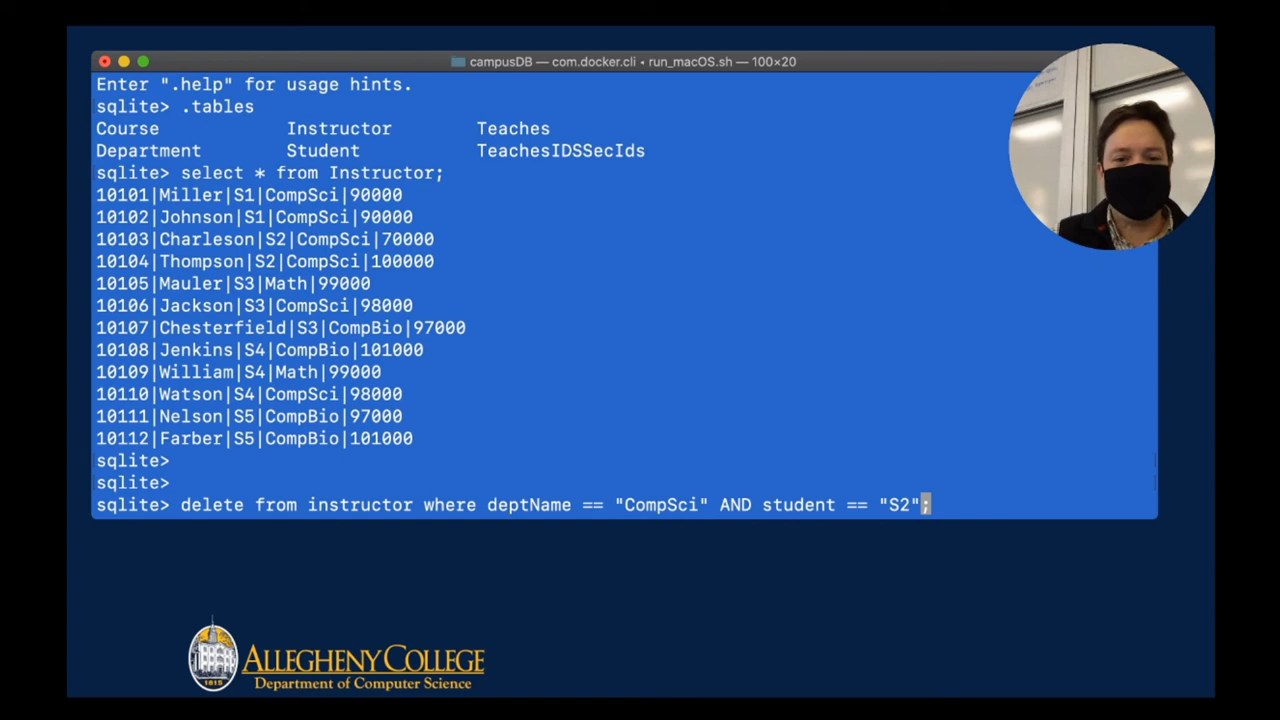 campusDB — com.docker.cli • run_macOS.sh — 100×20
Enter ".help" for usage hints.
sqlite> .tables
Course Instructor Teaches
Department Student TeachesIDSSecIds
sqlite> select * from Instructor;
10101|Miller|S1|CompSci|90000
10102|Johnson|S1|CompSci|90000
10103|Charleson|S2|CompSci|70000
10104|Thompson|S2|CompSci|100000
10105|Mauler|S3|Math|99000
10106|Jackson|S3|CompSci|98000
10107|Chesterfield|S3|CompBio|97000
10108|Jenkins|S4|CompBio|101000
10109|William|S4|Math|99000
10110|Watson|S4|CompSci|98000
10111|Nelson|S5|CompBio|97000
10112|Farber|S5|CompBio|101000
sqlite>
sqlite>
sqlite> delete from instructor where deptName == "CompSci" AND student == "S2";
ALLEGHENY COLLEGE
Department of Computer Science
1815